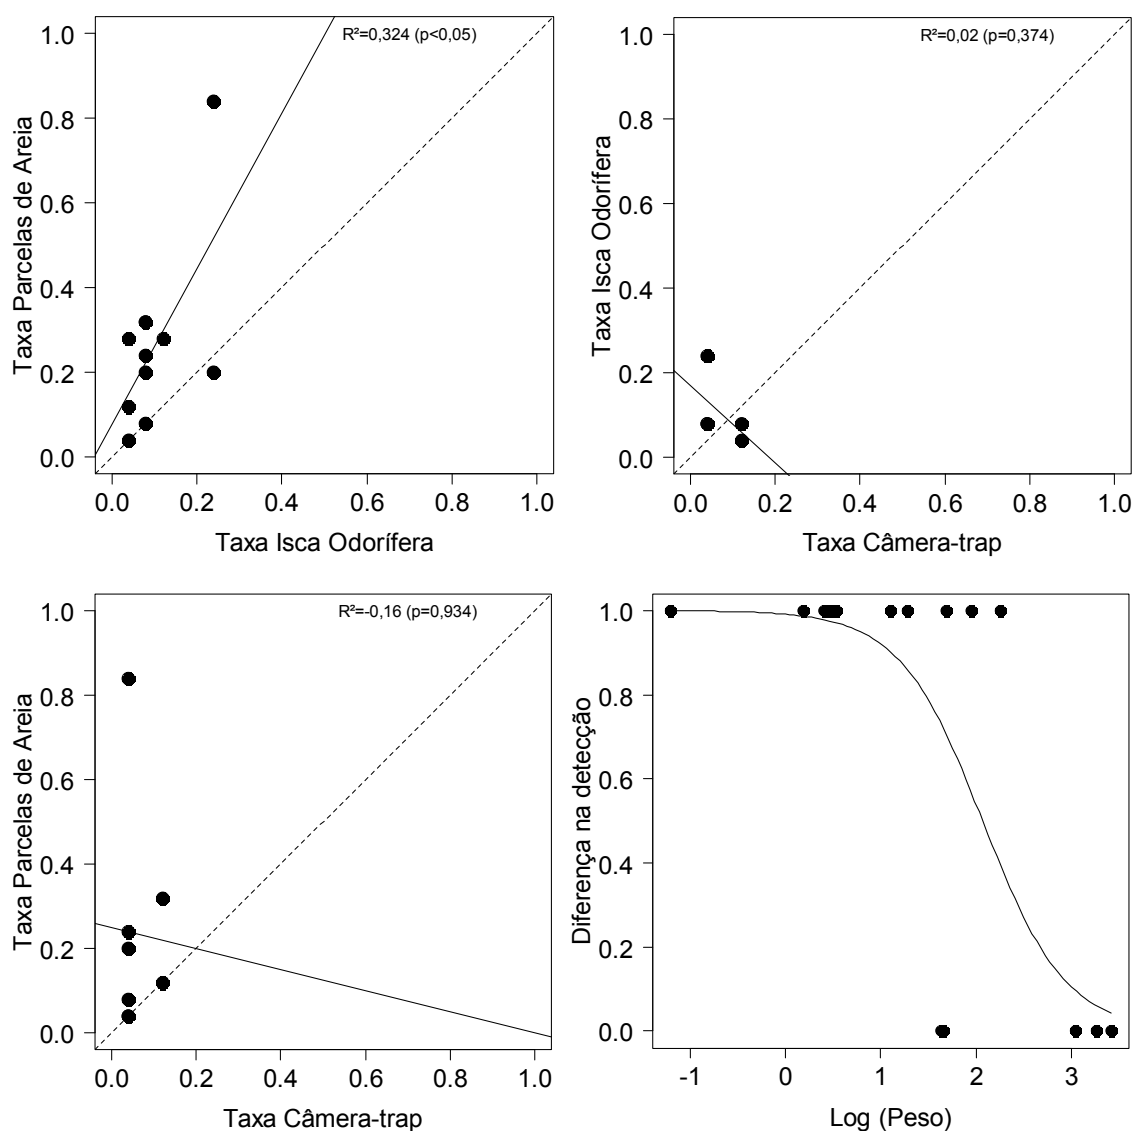 R²=0,324 (p<0,05)
Taxa Parcelas de Areia
1.0
0.8
0.6
0.4
0.2
0.0
0.0 0.2 0.4 0.6 0.8 1.0
Taxa Isca Odorífera
R²=0,02 (p=0,374)
Taxa Isca Odorífera
1.0
0.8
0.6
0.4
0.2
0.0
0.0 0.2 0.4 0.6 0.8 1.0
Taxa Câmera-trap
R²=-0,16 (p=0,934)
Taxa Parcelas de Areia
1.0
0.8
0.6
0.4
0.2
0.0
0.0 0.2 0.4 0.6 0.8 1.0
Taxa Câmera-trap
Diferença na detecção
1.0
0.8
0.6
0.4
0.2
0.0
-1 0 1 2 3
Log (Peso)